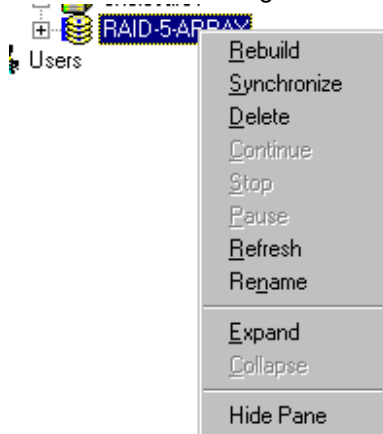 RAID-5-ARRAY
Users
Rebuild
Synchronize
Delete
Continue
Stop
Pause
Refresh
Rename
Expand
Collapse
Hide Pane